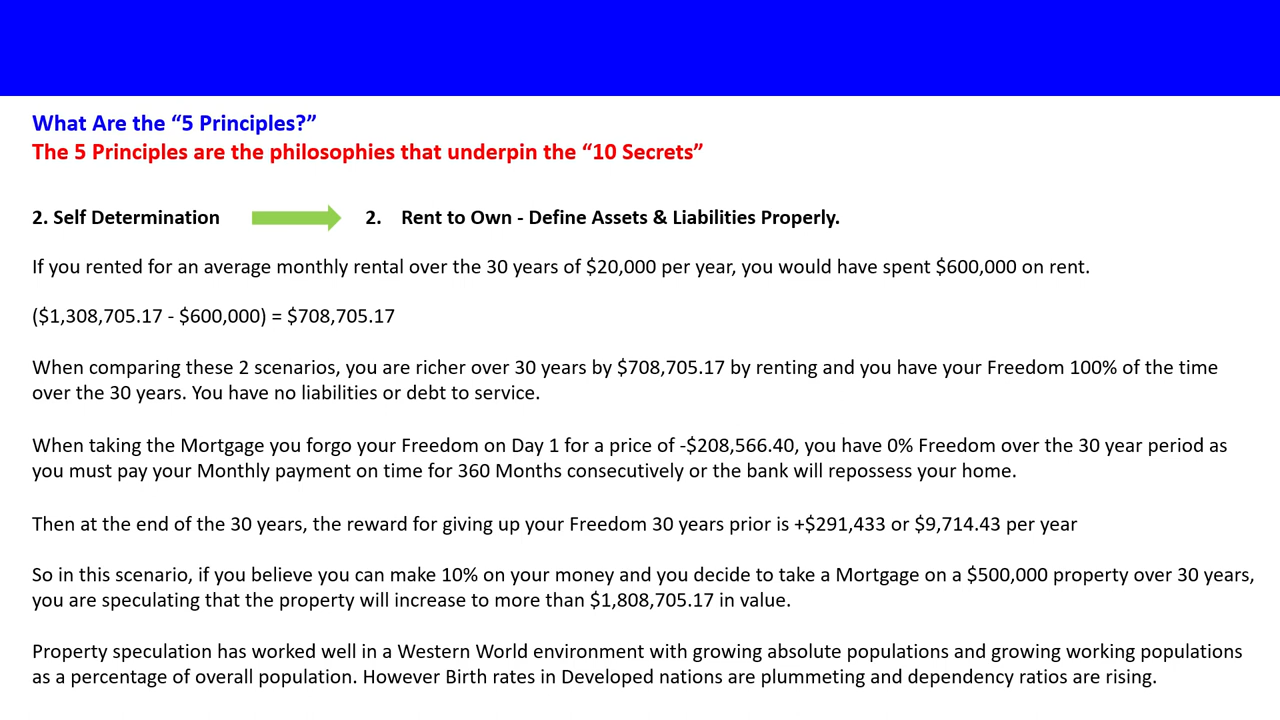 What Are the “5 Principles?”
The 5 Principles are the philosophies that underpin the “10 Secrets”
2. Self Determination 2. Rent to Own - Define Assets & Liabilities Properly.
If you rented for an average monthly rental over the 30 years of $20,000 per year, you would have spent $600,000 on rent.
($1,308,705.17 - $600,000) = $708,705.17
When comparing these 2 scenarios, you are richer over 30 years by $708,705.17 by renting and you have your Freedom 100% of the time
over the 30 years. You have no liabilities or debt to service.
When taking the Mortgage you forgo your Freedom on Day 1 for a price of -$208,566.40, you have 0% Freedom over the 30 year period as
you must pay your Monthly payment on time for 360 Months consecutively or the bank will repossess your home.
Then at the end of the 30 years, the reward for giving up your Freedom 30 years prior is +$291,433 or $9,714.43 per year
So in this scenario, if you believe you can make 10% on your money and you decide to take a Mortgage on a $500,000 property over 30 years,
you are speculating that the property will increase to more than $1,808,705.17 in value.
Property speculation has worked well in a Western World environment with growing absolute populations and growing working populations
as a percentage of overall population. However Birth rates in Developed nations are plummeting and dependency ratios are rising.